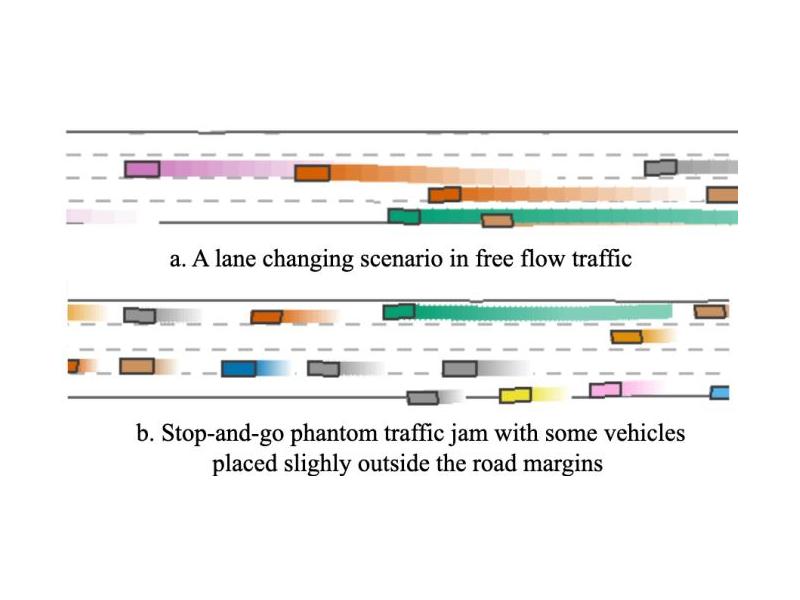 a. A lane changing scenario in free flow traffic
b. Stop-and-go phantom traffic jam with some vehicles
placed slighly outside the road margins